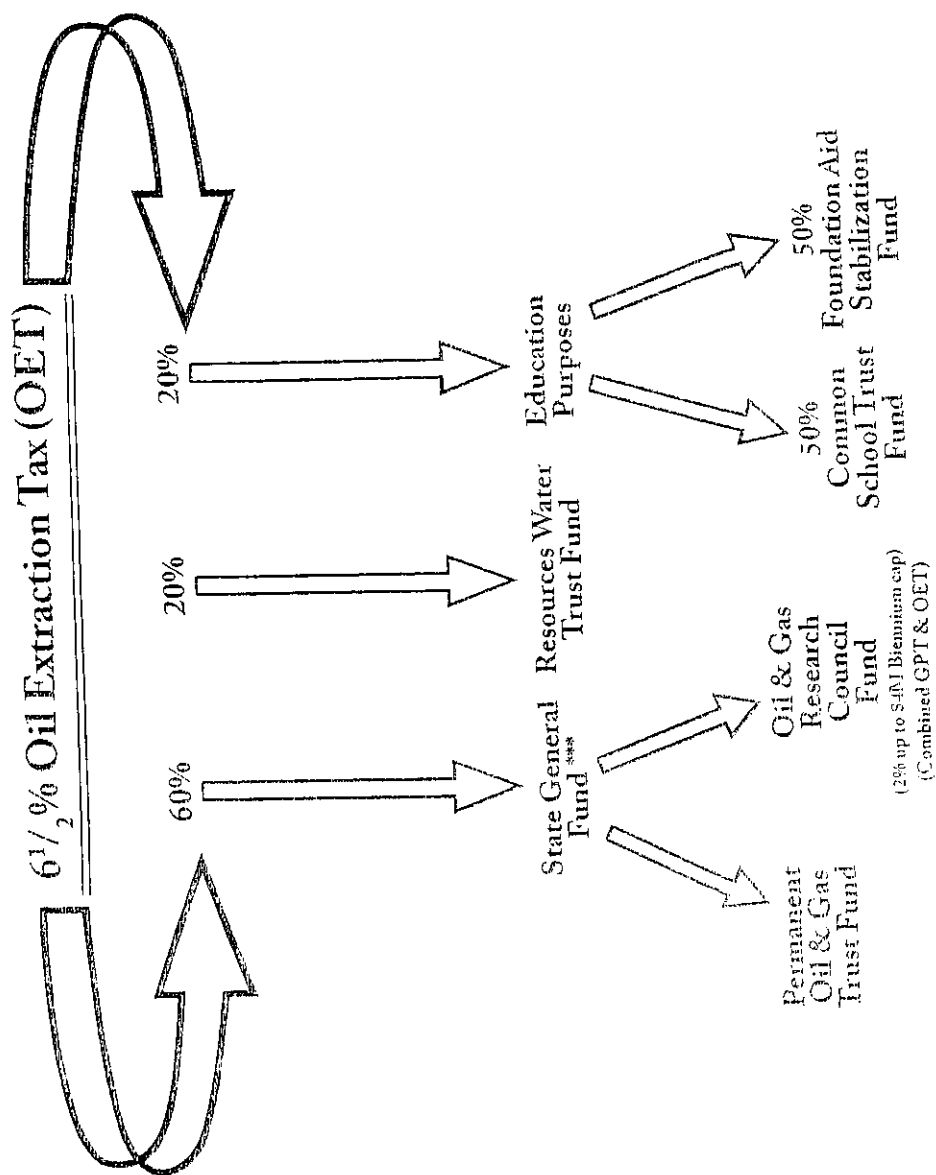 6 1/2 % Oil Extraction Tax (OET)
60%
20%
20%
State General
Fund***
Resources Water
Trust Fund
Education
Purposes
Permanent
Oil & Gas
Trust Fund
Oil & Gas
Research
Council
Fund
(2% up to $4M Biennium cap)
(Combined GPT & OET)
50%
Common
School Trust
Fund
50%
Foundation Aid
Stabilization
Fund